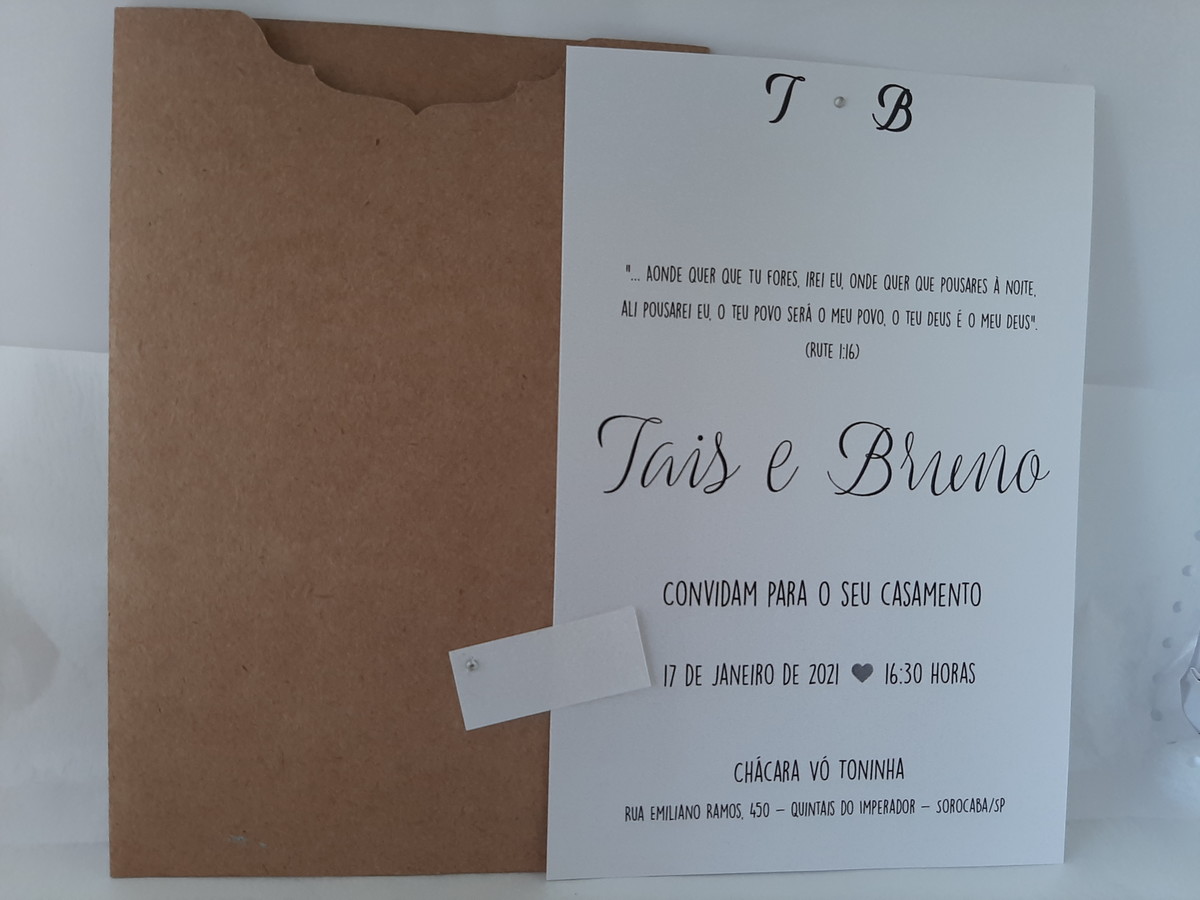 T B
"... AONDE QUER QUE TU FORES, IREI EU, ONDE QUER QUE POUSARES À NOITE,
ALI POUSAREI EU, O TEU POVO SERÁ O MEU POVO, O TEU DEUS É O MEU DEUS".
(RUTE 1:16)
Tais e Bruno
CONVIDAM PARA O SEU CASAMENTO
17 DE JANEIRO DE 2021 ♥ 16:30 HORAS
CHÁCARA VÓ TONINHA
RUA EMILIANO RAMOS, 450 – QUINTAIS DO IMPERADOR – SOROCABA/SP